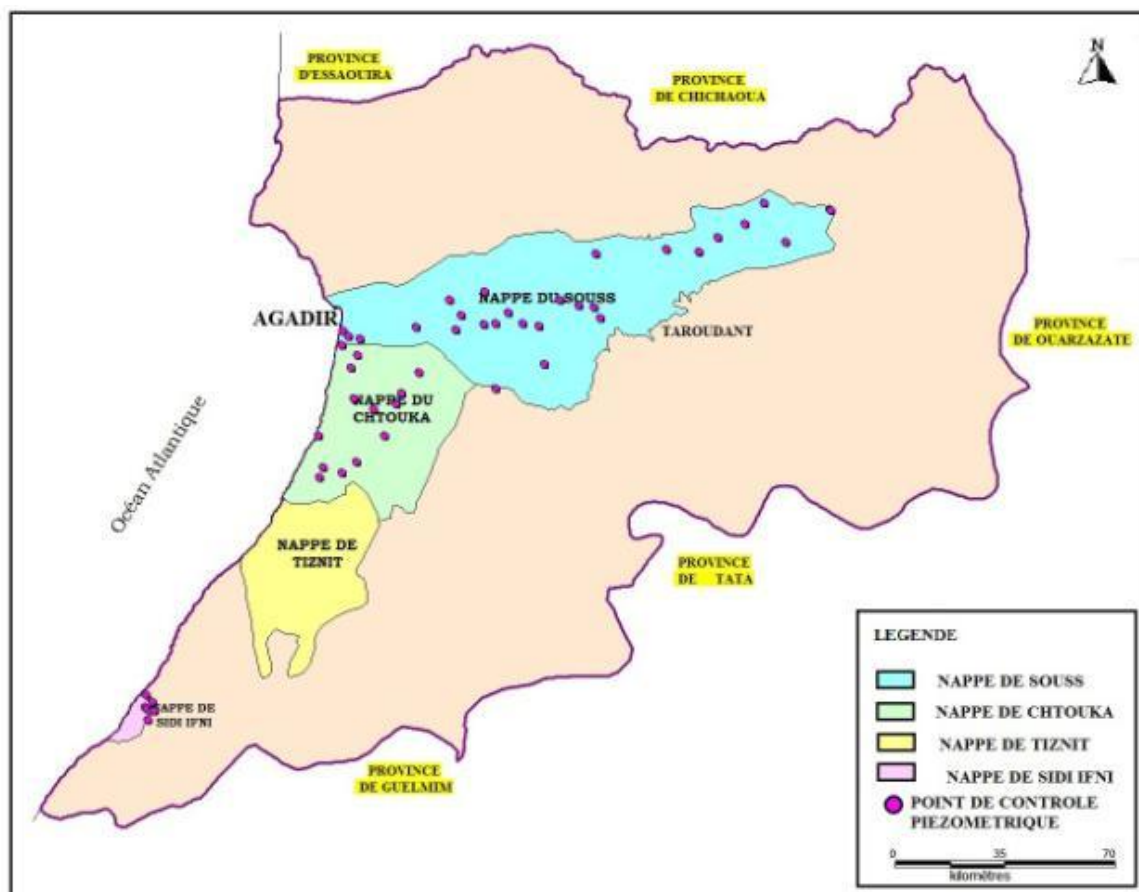 PROVINCE
D'ESSAOUIRA
PROVINCE
DE CHICHAOUA
N
NAPPE DU SOUSS
AGADIR
TAROUDANT
PROVINCE
DE OUARZAZATE
NAPPE DU
CHTOUKA
Océan Atlantique
NAPPE DE
TIZNIT
PROVINCE
DE TATA
NAPPE DE
SIDI IFNI
PROVINCE
DE GUELMIM
LEGENDE
NAPPE DE SOUSS
NAPPE DE CHTOUKA
NAPPE DE TIZNIT
NAPPE DE SIDI IFNI
POINT DE CONTROLE
PIEZOMETRIQUE
0 35 70
kilomètres